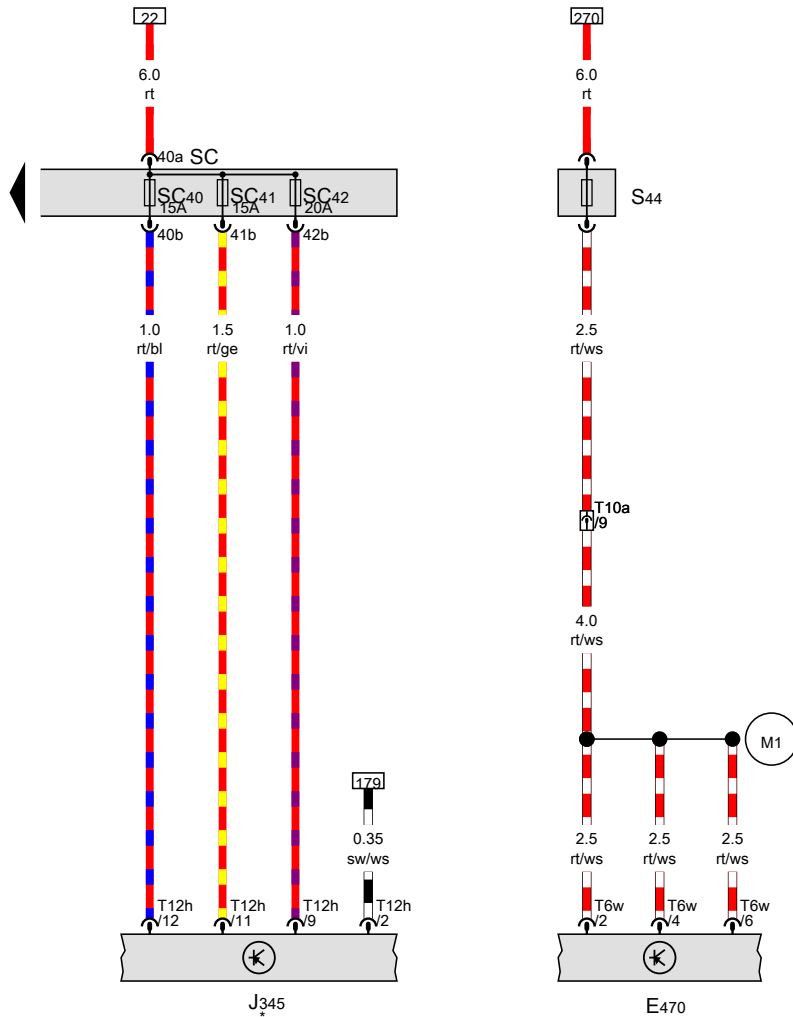 22
270
6.0
rt
6.0
rt
40a SC
SC40
15A
SC41
15A
SC42
20A
S44
40b
41b
42b
1.0
rt/bl
1.5
rt/ge
1.0
rt/vi
2.5
rt/ws
T10a
/9
4.0
rt/ws
M1
179
0.35
sw/ws
2.5
rt/ws
2.5
rt/ws
2.5
rt/ws
T12h
/12
T12h
/11
T12h
/9
T12h
/2
T6w
/2
T6w
/4
T6w
/6
J345
*
E470